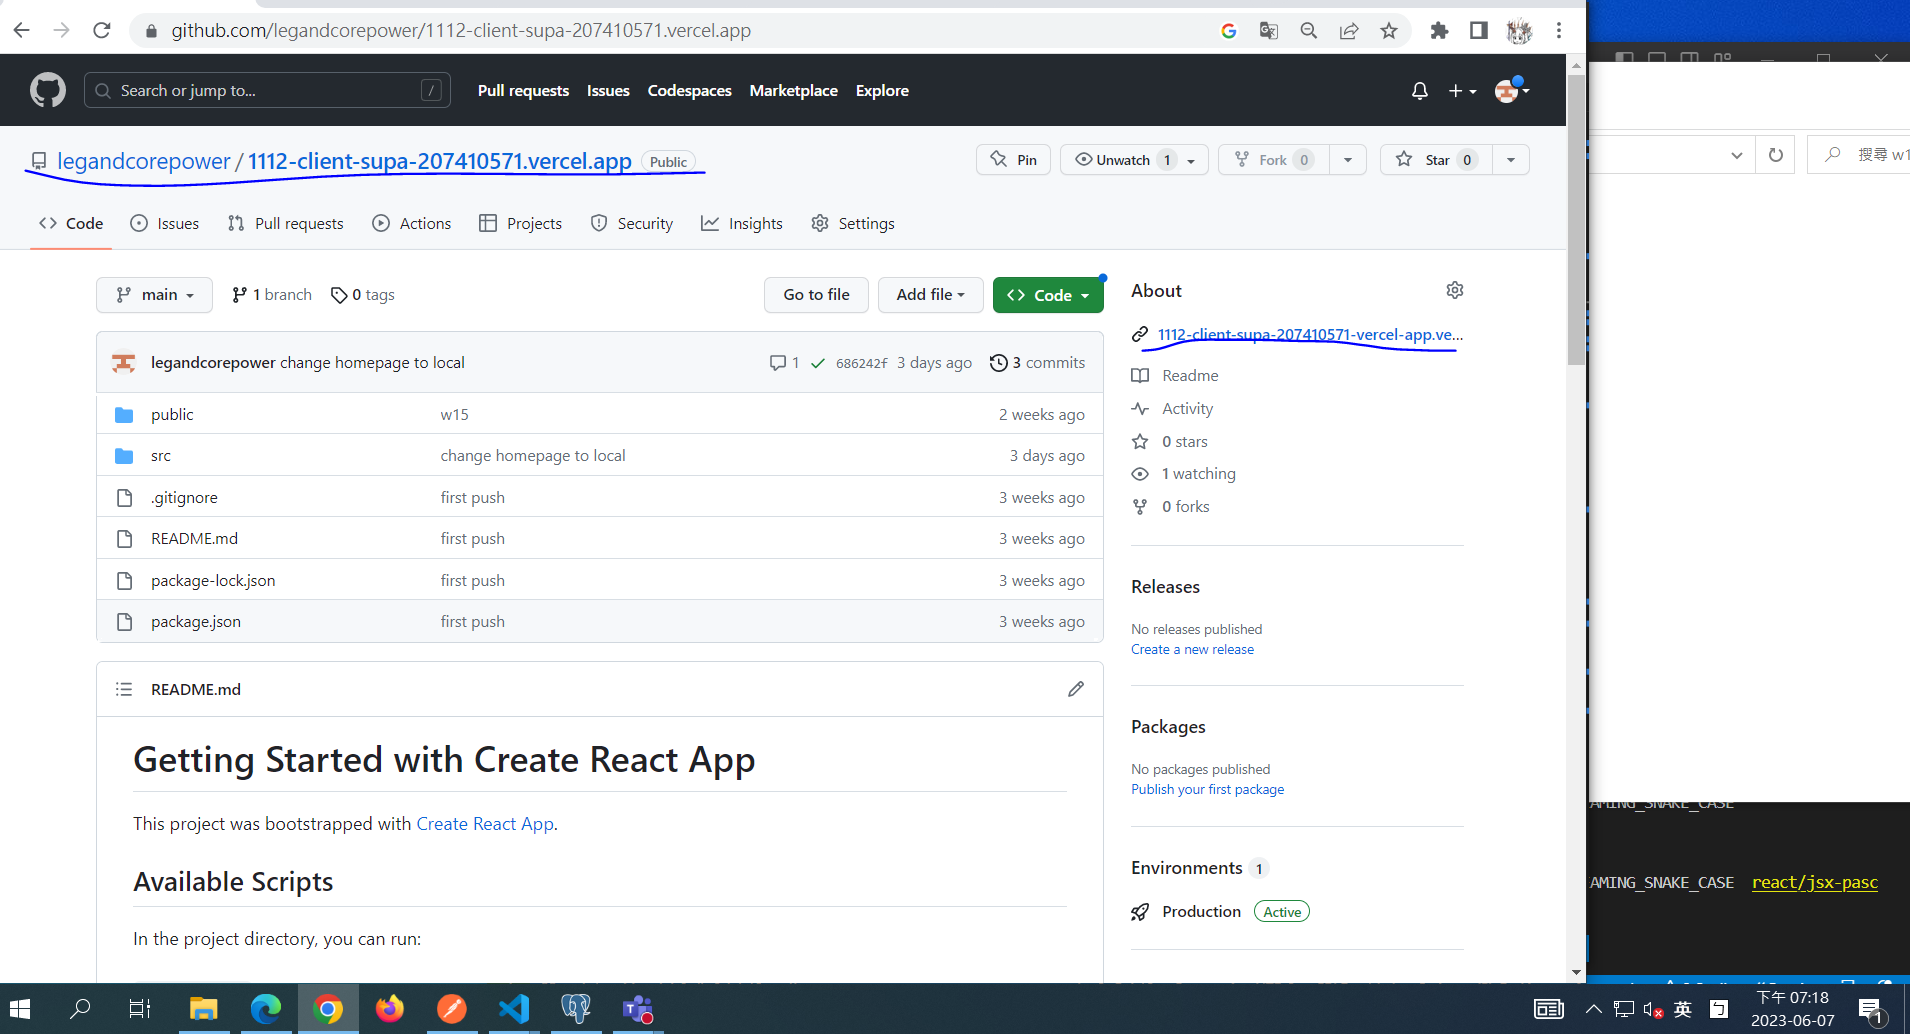 github.com/legandcorepower/1112-client-supa-207410571.vercel.app
Search or jump to... /
Pull requests Issues Codespaces Marketplace Explore
legandcorepower / 1112-client-supa-207410571.vercel.app Public
Pin Unwatch 1 Fork 0 Star 0
搜尋 w1
Code Issues Pull requests Actions Projects Security Insights Settings
main 1 branch 0 tags Go to file Add file Code
legandcorepower change homepage to local 1 686242f 3 days ago 3 commits
public w15 2 weeks ago
src change homepage to local 3 days ago
.gitignore first push 3 weeks ago
README.md first push 3 weeks ago
package-lock.json first push 3 weeks ago
package.json first push 3 weeks ago
README.md
Getting Started with Create React App
This project was bootstrapped with Create React App.
Available Scripts
In the project directory, you can run:
About
1112-client-supa-207410571-vercel-app.ve...
Readme
Activity
0 stars
1 watching
0 forks
Releases
No releases published
Create a new release
Packages
No packages published
Publish your first package
Environments 1
Production Active
AMING_SNAKE_CASE
AMING_SNAKE_CASE react/jsx-pasc
英
下午 07:18
2023-06-07
1